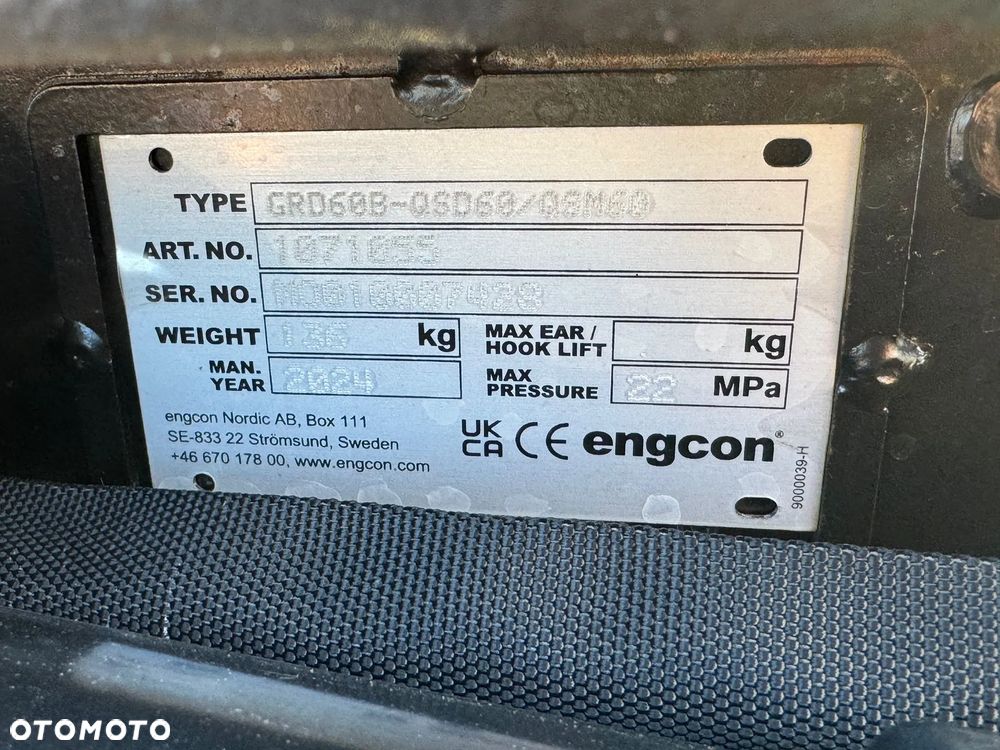 TYPE GRD60B-QSD60/QSM60
ART. NO. 1071055
SER. NO.
WEIGHT 136 kg
MAX EAR /
HOOK LIFT kg
MAN.
YEAR 2024
MAX
PRESSURE 22 MPa
engcon Nordic AB, Box 111
SE-833 22 Strömsund, Sweden
+46 670 178 00, www.engcon.com
UK
CA CE engcon®
9000039-H
OTOMOTO